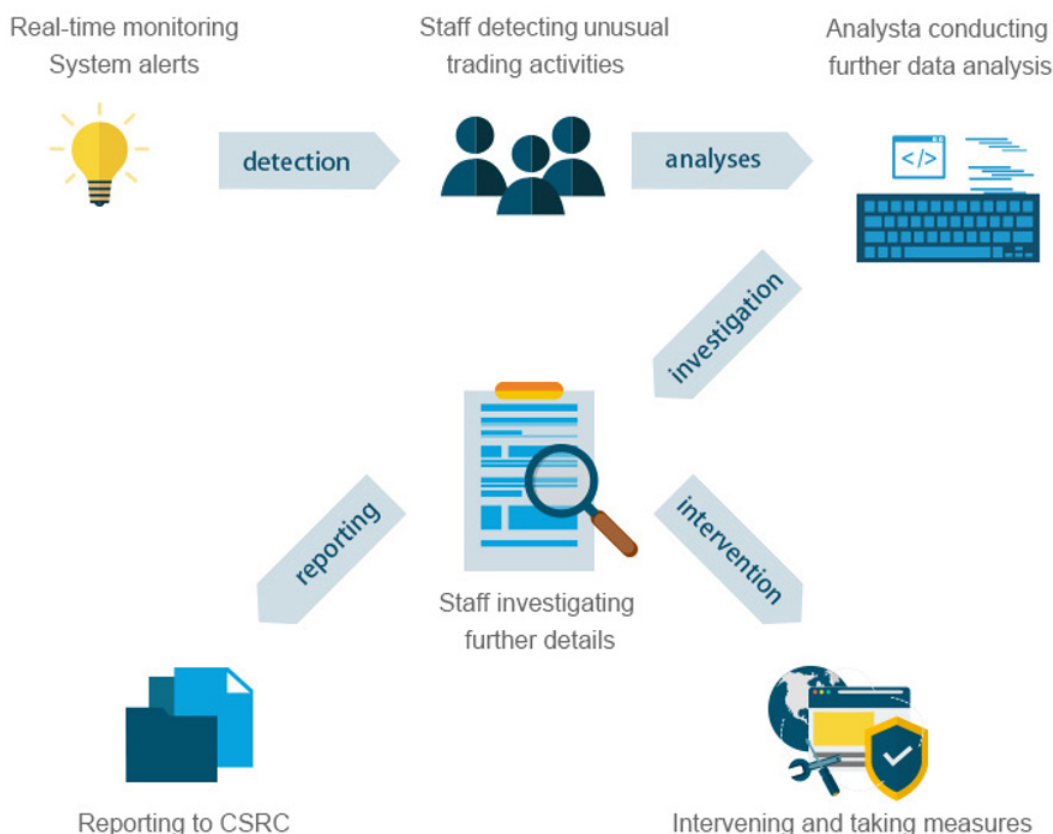 Real-time monitoring
System alerts
Staff detecting unusual
trading activities
Analysta conducting
further data analysis
detection
analyses
</>
investigation
Staff investigating
further details
reporting
intervention
Reporting to CSRC
Intervening and taking measures